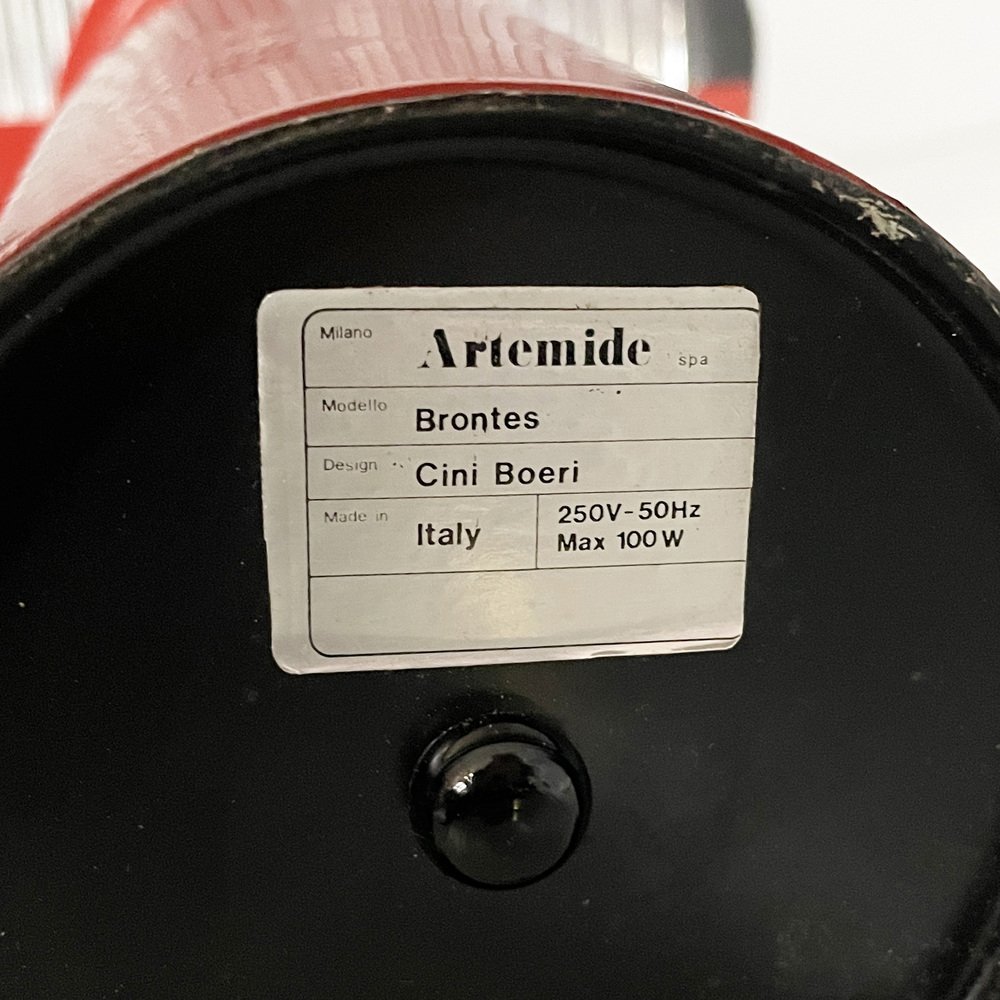 Milano Artemide spa
Modello Brontes
Design Cini Boeri
Made in Italy 250V-50Hz
Max 100W